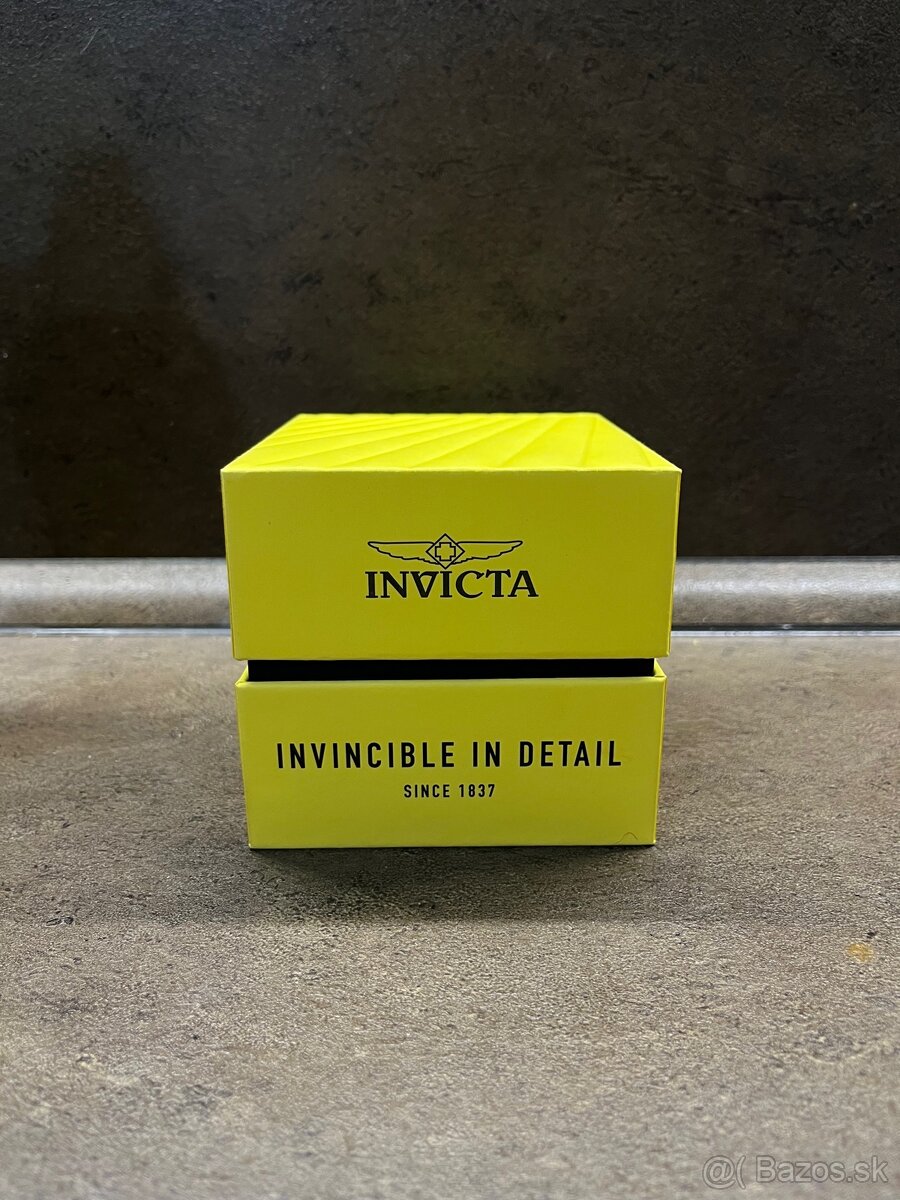 INVICTA
INVINCIBLE IN DETAIL
SINCE 1837
@( Bazos.sk